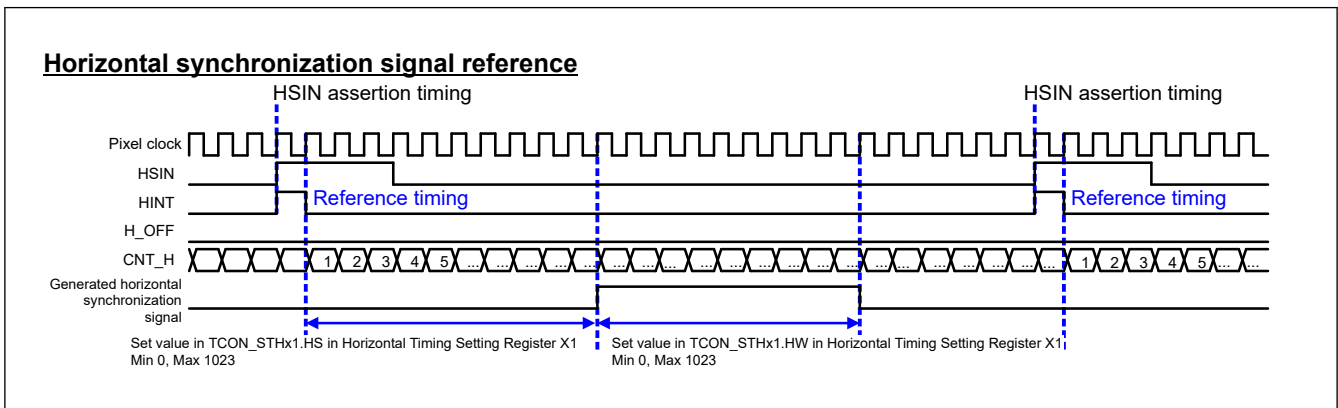 Horizontal synchronization signal reference
HSIN assertion timing HSIN assertion timing
Pixel clock
HSIN
HINT Reference timing Reference timing
H_OFF
CNT_H 1 2 3 4 5 ... ... ... ... ... ... ... ... ... ... ... ... ... ... ... ... ... ... ... ... 1 2 3 4 5 ... ...
Generated horizontal
synchronization
signal
Set value in TCON_STHx1.HS in Horizontal Timing Setting Register X1 Set value in TCON_STHx1.HW in Horizontal Timing Setting Register X1
Min 0, Max 1023 Min 0, Max 1023